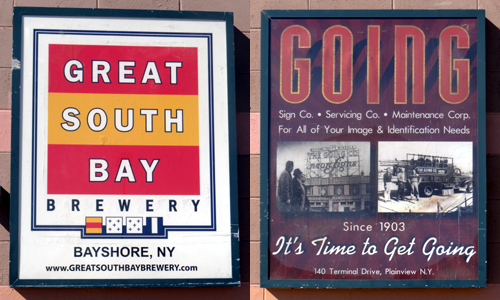 GREAT
SOUTH
BAY
BREWERY
BAYSHORE, NY
WWW.GREATSOUTHBAYBREWERY.COM
GOING
Sign Co. • Servicing Co. • Maintenance Corp.
For All of Your Image & Identification Needs
Since 1903
It's Time to Get Going
140 Terminal Drive, Plainview N.Y.